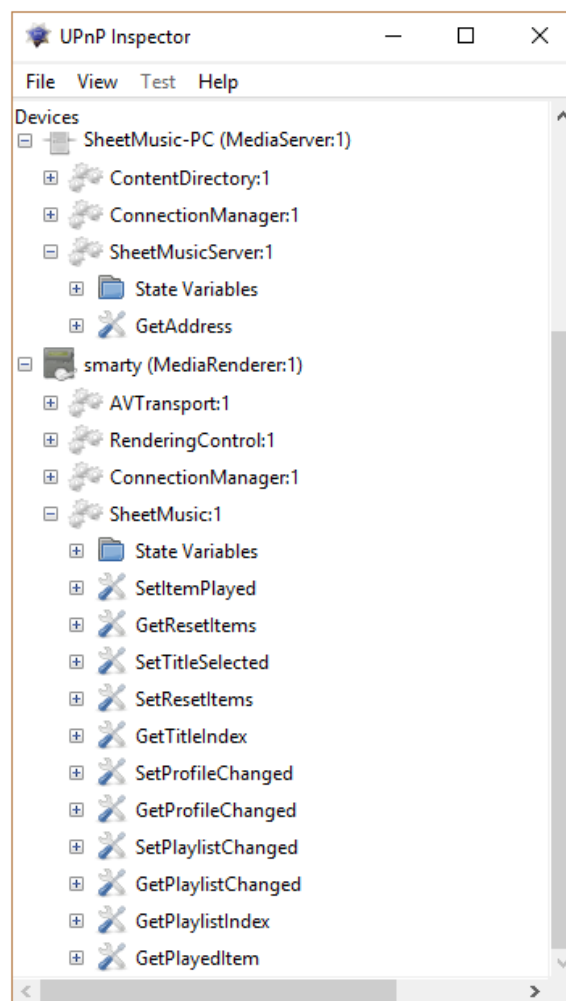 UPnP Inspector
File View Test Help
Devices
SheetMusic-PC (MediaServer:1)
ContentDirectory:1
ConnectionManager:1
SheetMusicServer:1
State Variables
GetAddress
smarty (MediaRenderer:1)
AVTransport:1
RenderingControl:1
ConnectionManager:1
SheetMusic:1
State Variables
SetItemPlayed
GetResetItems
SetTitleSelected
SetResetItems
GetTitleIndex
SetProfileChanged
GetProfileChanged
SetPlaylistChanged
GetPlaylistChanged
GetPlaylistIndex
GetPlayedItem